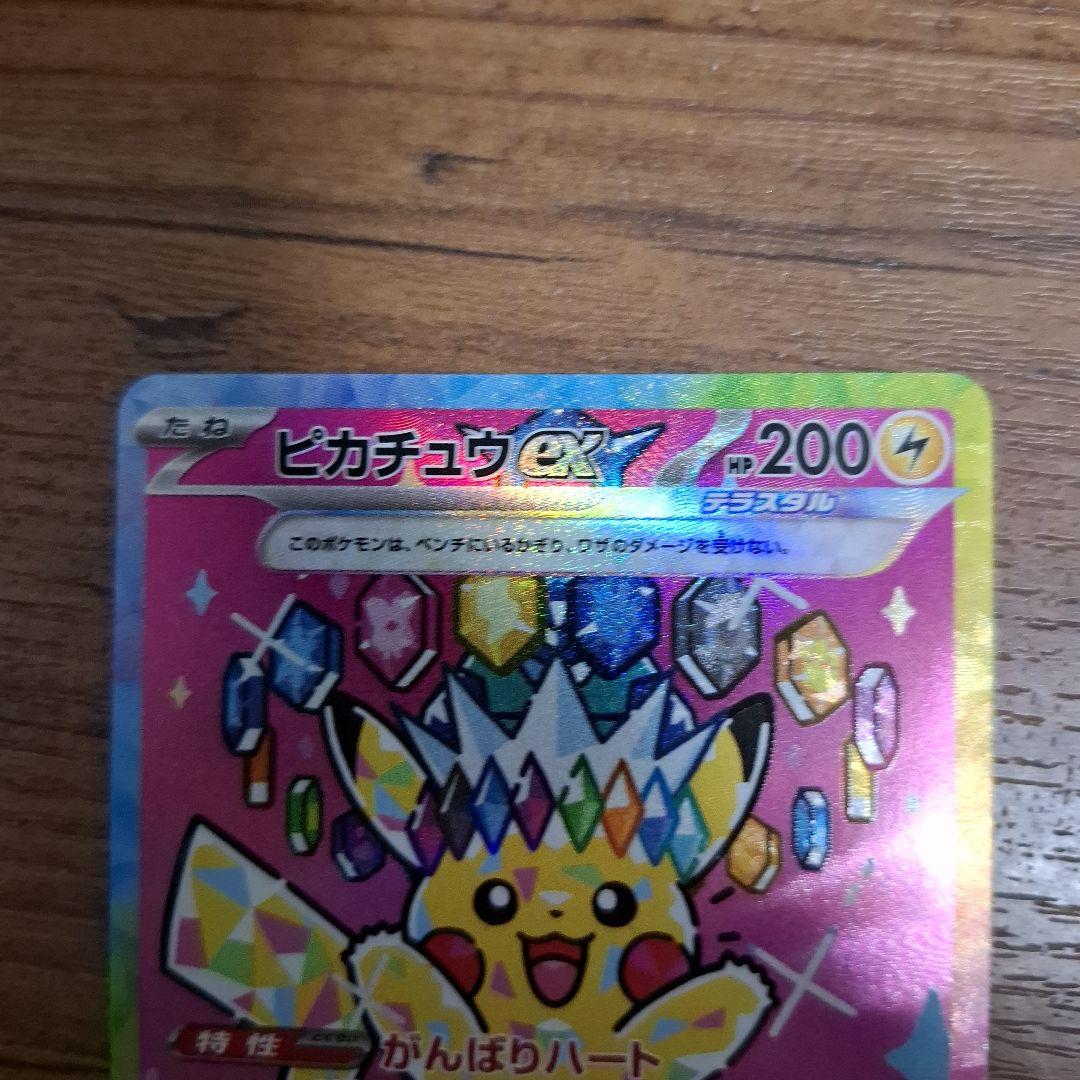 たね
ピカチュウex HP 200
テラスタル
このポケモンは、ベンチにいるかぎり、ワザのダメージを受けない。
特性 がんばりハート